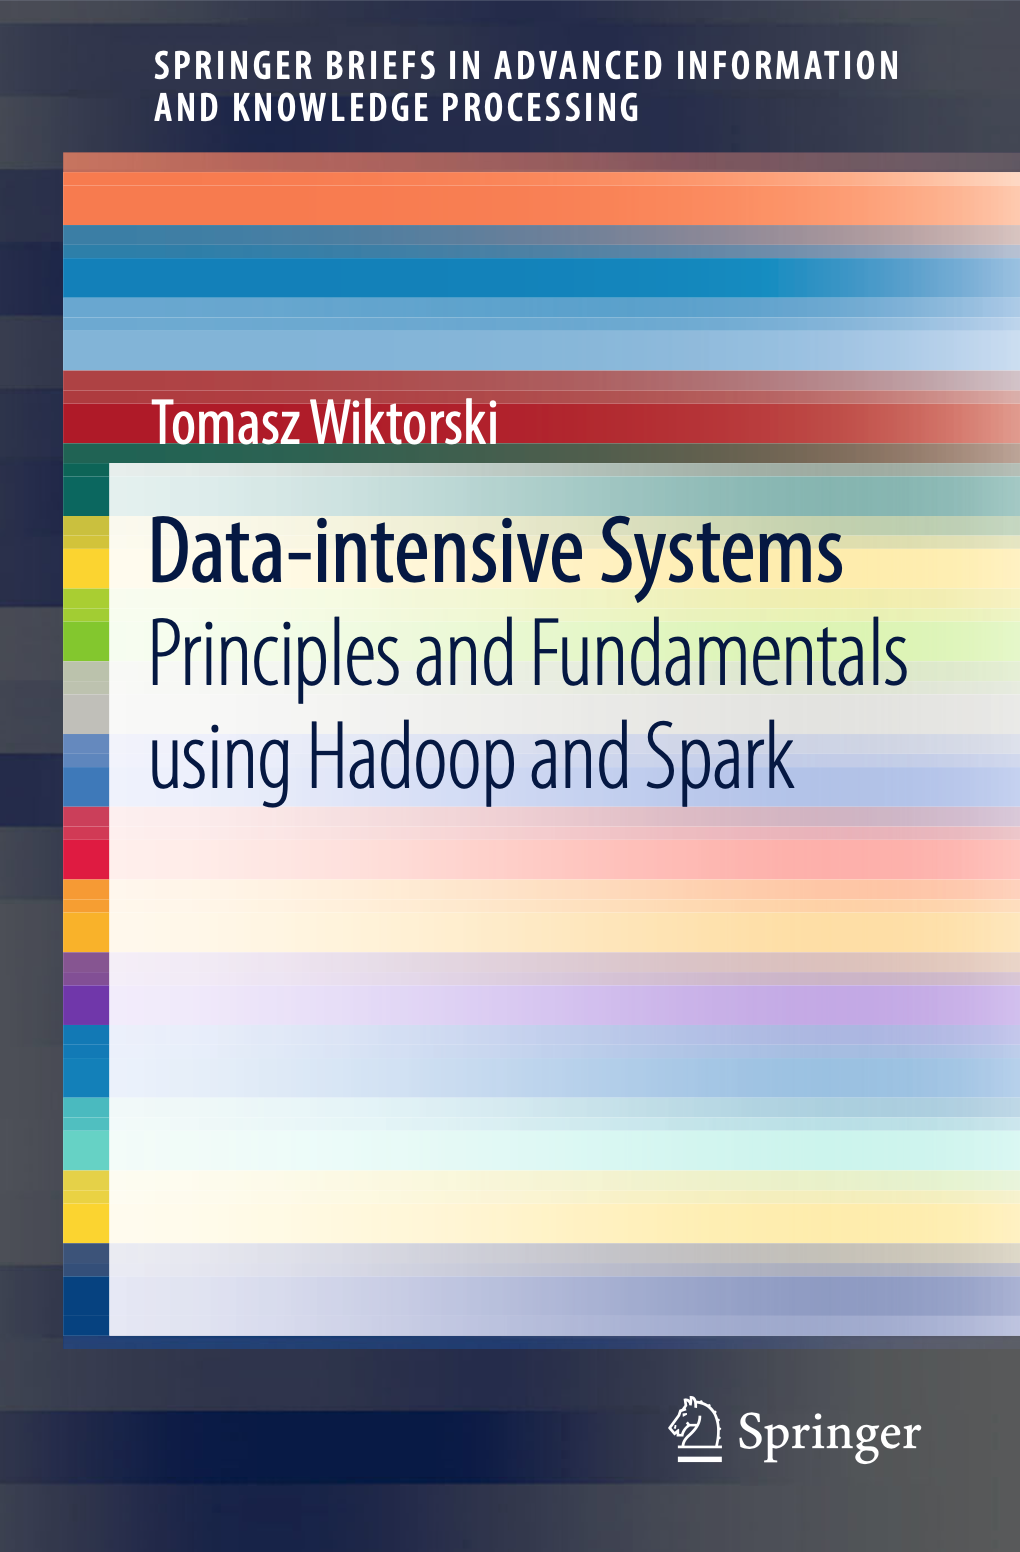 SPRINGER BRIEFS IN ADVANCED INFORMATION
AND KNOWLEDGE PROCESSING
Tomasz Wiktorski
Data-intensive Systems
Principles and Fundamentals
using Hadoop and Spark
Springer